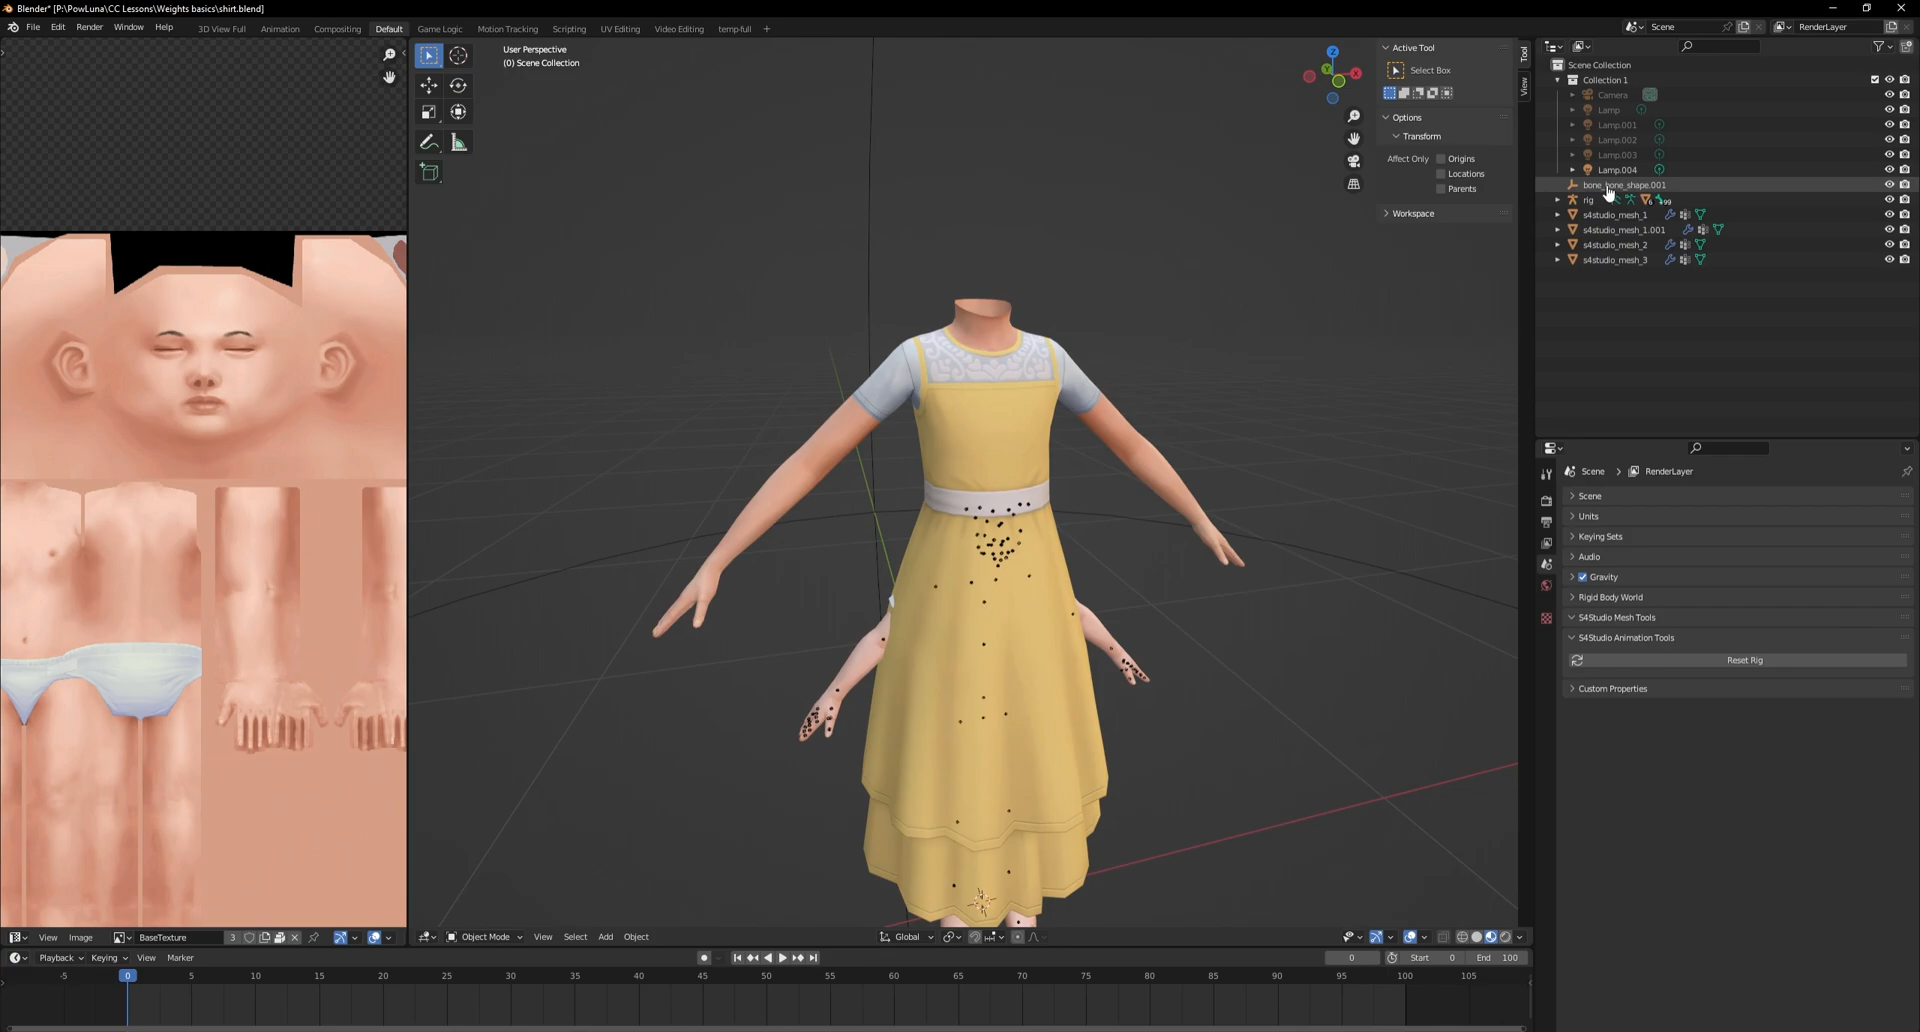 Blender* [P:\PowLuna\CC Lessons\Weights basics\shirt.blend]
File Edit Render Window Help 3D View Full Animation Compositing Default Game Logic Motion Tracking Scripting UV Editing Video Editing temp-full + Scene RenderLayer
User Perspective
(0) Scene Collection
Z
Y
X
Active Tool
Select Box
Options
Transform
Affect Only Origins
Locations
Parents
Workspace
Tool
View
Scene Collection
Collection 1
Camera
Lamp
Lamp.001
Lamp.002
Lamp.003
Lamp.004
bone_bone_shape.001
rig 6 99
s4studio_mesh_1
s4studio_mesh_1.001
s4studio_mesh_2
s4studio_mesh_3
Scene > RenderLayer
Scene
Units
Keying Sets
Audio
Gravity
Rigid Body World
S4Studio Mesh Tools
S4Studio Animation Tools
Reset Rig
Custom Properties
View Image BaseTexture 3
Object Mode View Select Add Object Global
Playback Keying View Marker 0 Start 0 End 100
-5 0 5 10 15 20 25 30 35 40 45 50 55 60 65 70 75 80 85 90 95 100 105